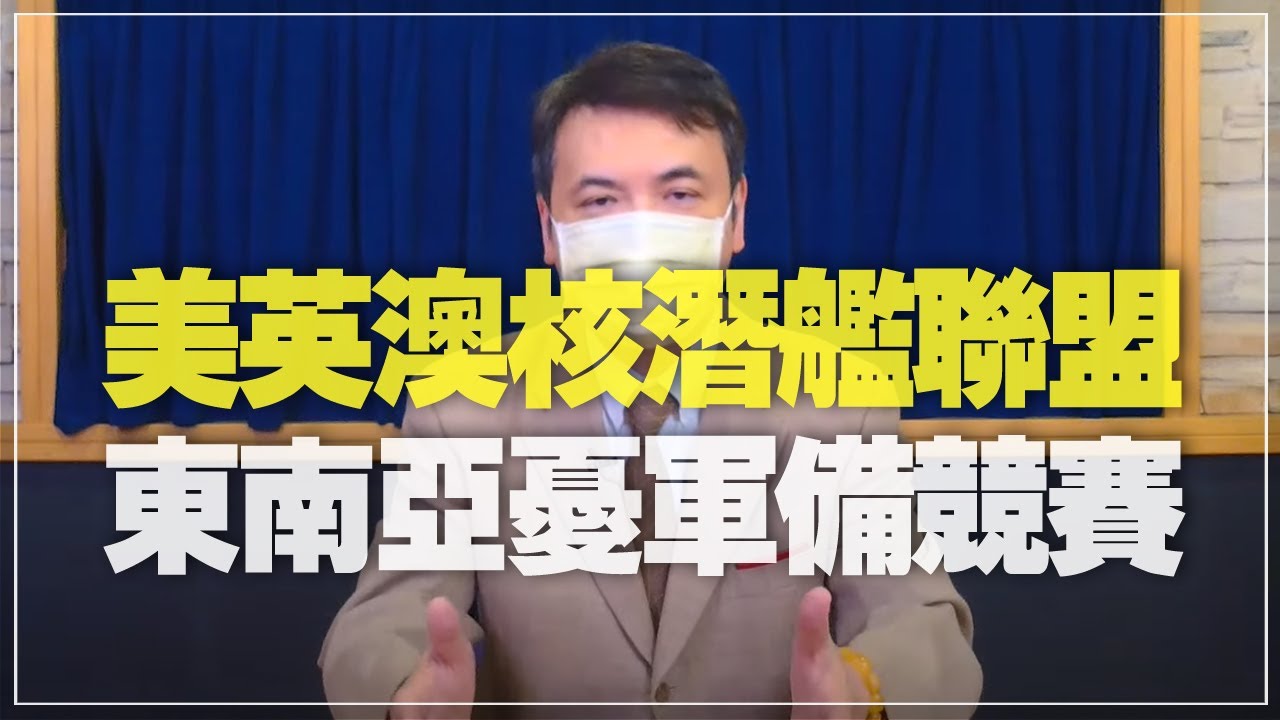 美英澳核潛艦聯盟
東南亞憂軍備競賽